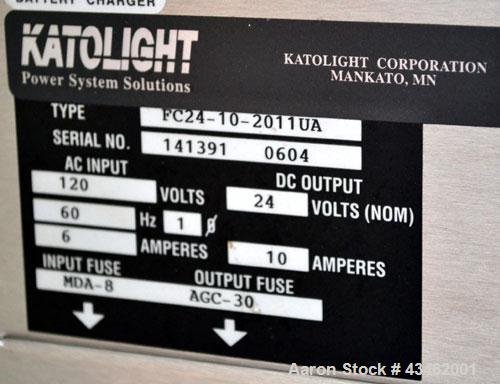 BATTERY CHARGER
KATOLIGHT
Power System Solutions
KATOLIGHT CORPORATION
MANKATO, MN
TYPE FC24-10-2011UA
SERIAL NO. 141391 0604
AC INPUT DC OUTPUT
120 VOLTS 24 VOLTS (NOM)
60 Hz 1 ø
6 AMPERES 10 AMPERES
INPUT FUSE OUTPUT FUSE
MDA-8 AGC-30
Aaron Stock # 43462001